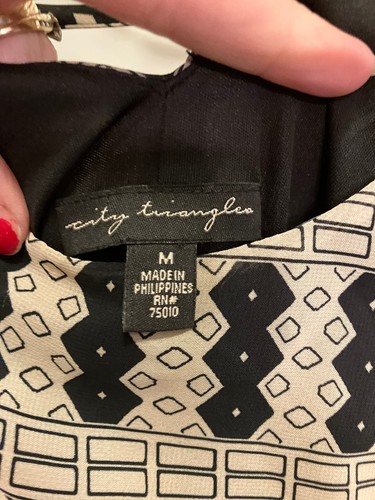 city triangles
M
MADE IN
PHILIPPINES
RN#
75010